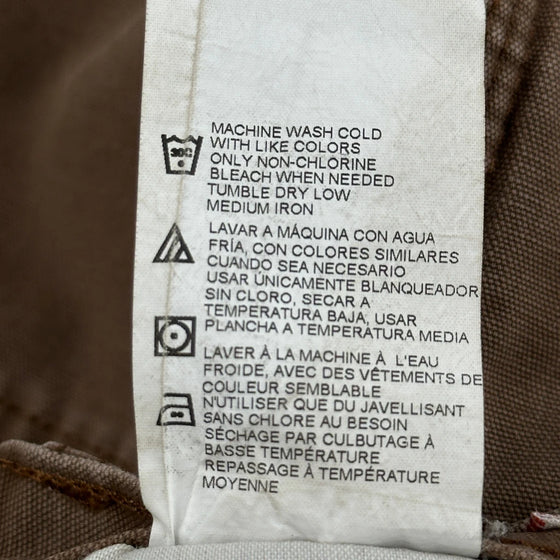 30C
MACHINE WASH COLD
WITH LIKE COLORS
ONLY NON-CHLORINE
BLEACH WHEN NEEDED
TUMBLE DRY LOW
MEDIUM IRON
LAVAR A MÁQUINA CON AGUA
FRÍA, CON COLORES SIMILARES
CUANDO SEA NECESARIO
USAR ÚNICAMENTE BLANQUEADOR
SIN CLORO, SECAR A
TEMPERATURA BAJA, USAR
PLANCHA A TEMPERATURA MEDIA
LAVER À LA MACHINE À L'EAU
FROIDE, AVEC DES VÊTEMENTS DE
COULEUR SEMBLABLE
N'UTILISER QUE DU JAVELLISANT
SANS CHLORE AU BESOIN
SÉCHAGE PAR CULBUTAGE À
BASSE TEMPÉRATURE
REPASSAGE À TEMPÉRATURE
MOYENNE